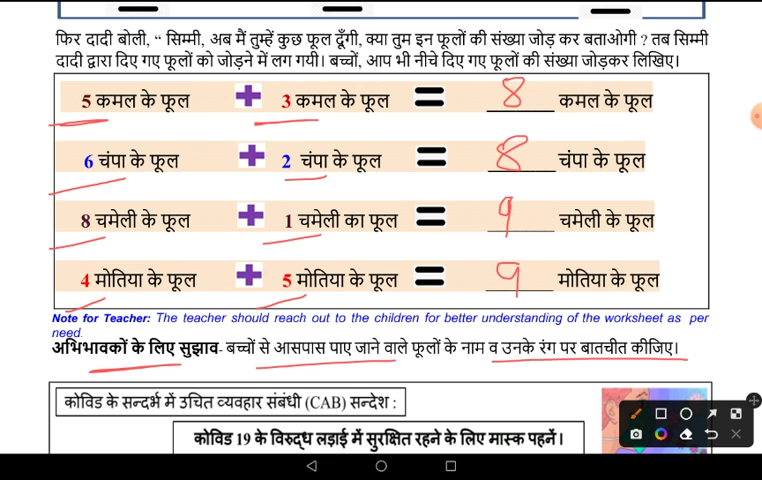 फिर दादी बोली, “ सिम्मी, अब मैं तुम्हें कुछ फूल दूँगी, क्या तुम इन फूलों की संख्या जोड़ कर बताओगी ? तब सिम्मी
दादी द्वारा दिए गए फूलों को जोड़ने में लग गयी। बच्चों, आप भी नीचे दिए गए फूलों की संख्या जोड़कर लिखिए।
5 कमल के फूल + 3 कमल के फूल = 8 कमल के फूल
6 चंपा के फूल + 2 चंपा के फूल = 8 चंपा के फूल
8 चमेली के फूल + 1 चमेली का फूल = 9 चमेली के फूल
4 मोतिया के फूल + 5 मोतिया के फूल = 9 मोतिया के फूल
Note for Teacher: The teacher should reach out to the children for better understanding of the worksheet as per
need.
अभिभावकों के लिए सुझाव- बच्चों से आसपास पाए जाने वाले फूलों के नाम व उनके रंग पर बातचीत कीजिए।
कोविड के सन्दर्भ में उचित व्यवहार संबंधी (CAB) सन्देश :
कोविड 19 के विरुद्ध लड़ाई में सुरक्षित रहने के लिए मास्क पहनें।